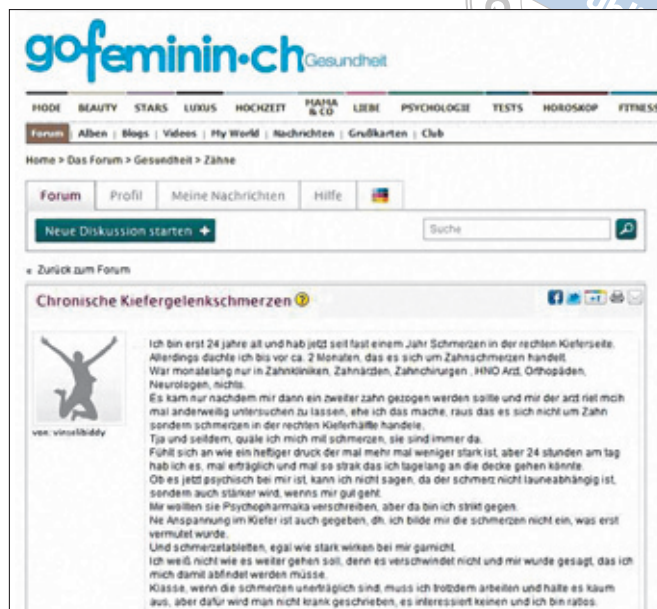 gofeminin.ch Gesundheit
MODE BEAUTY STARS LUXUS HOCHZEIT MAMA & CO LIEBE PSYCHOLOGIE TESTS HOROSKOP FITNESS
Forum | Alben | Blogs | Videos | My World | Nachrichten | Grußkarten | Club
Home > Das Forum > Gesundheit > Zähne
Forum Profil Meine Nachrichten Hilfe
Neue Diskussion starten +
Suche
« Zurück zum Forum
Chronische Kiefergelenkschmerzen
Ich bin erst 24 jahre alt und hab jetzt seit fast einem Jahr Schmerzen in der rechten Kieferseite.
Allerdings dachte ich bis vor ca. 2 Monaten, das es sich um Zahnschmerzen handelt.
War monatelang nur in Zahnkliniken, Zahnärzten, Zahnchirurgen , HNO Arzt, Orthopäden,
Neurologen, nichts.
Es kam nur nachdem mir dann ein zweiter zahn gezogen werden sollte und mir der arzt riet mich
mal anderweitig untersuchen zu lassen, ehe ich das mache, raus das es sich nicht um Zahn
sondern schmerzen in der rechten Kieferhälfte handele.
von: vinselibiddy
Tja und seitdem, quäle ich mich mit schmerzen, sie sind immer da.
Fühlt sich an wie ein heftiger druck der mal mehr mal weniger stark ist, aber 24 stunden am tag
hab ich es, mal erträglich und mal so strak das ich tagelang an die decke gehen könnte.
Ob es jetzt psychisch bei mir ist, kann ich nicht sagen, da der schmerz nicht launeabhängig ist,
sondern auch stärker wird, wenns mir gut geht.
Mir wollten sie Psychopharmaka verschreiben, aber da bin ich strikt gegen.
Ne Anspannung im Kiefer ist auch gegeben, dh. ich bilde mir die schmerzen nicht ein, was erst
vermutet wurde.
Und schmerzetabletten, egal wie stark wirken bei mir garnicht.
Ich weiß nicht wie es weiter gehen soll, denn es verschwindet nicht und mir wurde gesagt, das ich
mich damit abfindet werden müsse.
Klasse, wenn die schmerzen unerträglich sind, muss ich trotzdem arbeiten und halte es kaum
aus, aber dafür wird man nicht krank geschrieben, es interessiert keinen und ich bin ratlos.